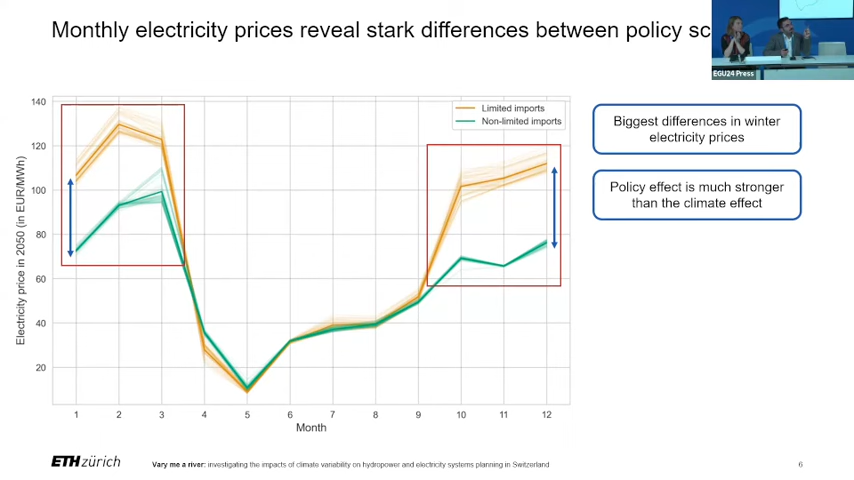 Monthly electricity prices reveal stark differences between policy
EGU24 Press
140
120
100
80
60
40
20
Electricity price in 2050 (in EUR/MWh)
Limited imports
Non-limited imports
1 2 3 4 5 6 7 8 9 10 11 12
Month
Biggest differences in winter
electricity prices
Policy effect is much stronger
than the climate effect
ETH zürich
Vary me a river: investigating the impacts of climate variability on hydropower and electricity systems planning in Switzerland
6